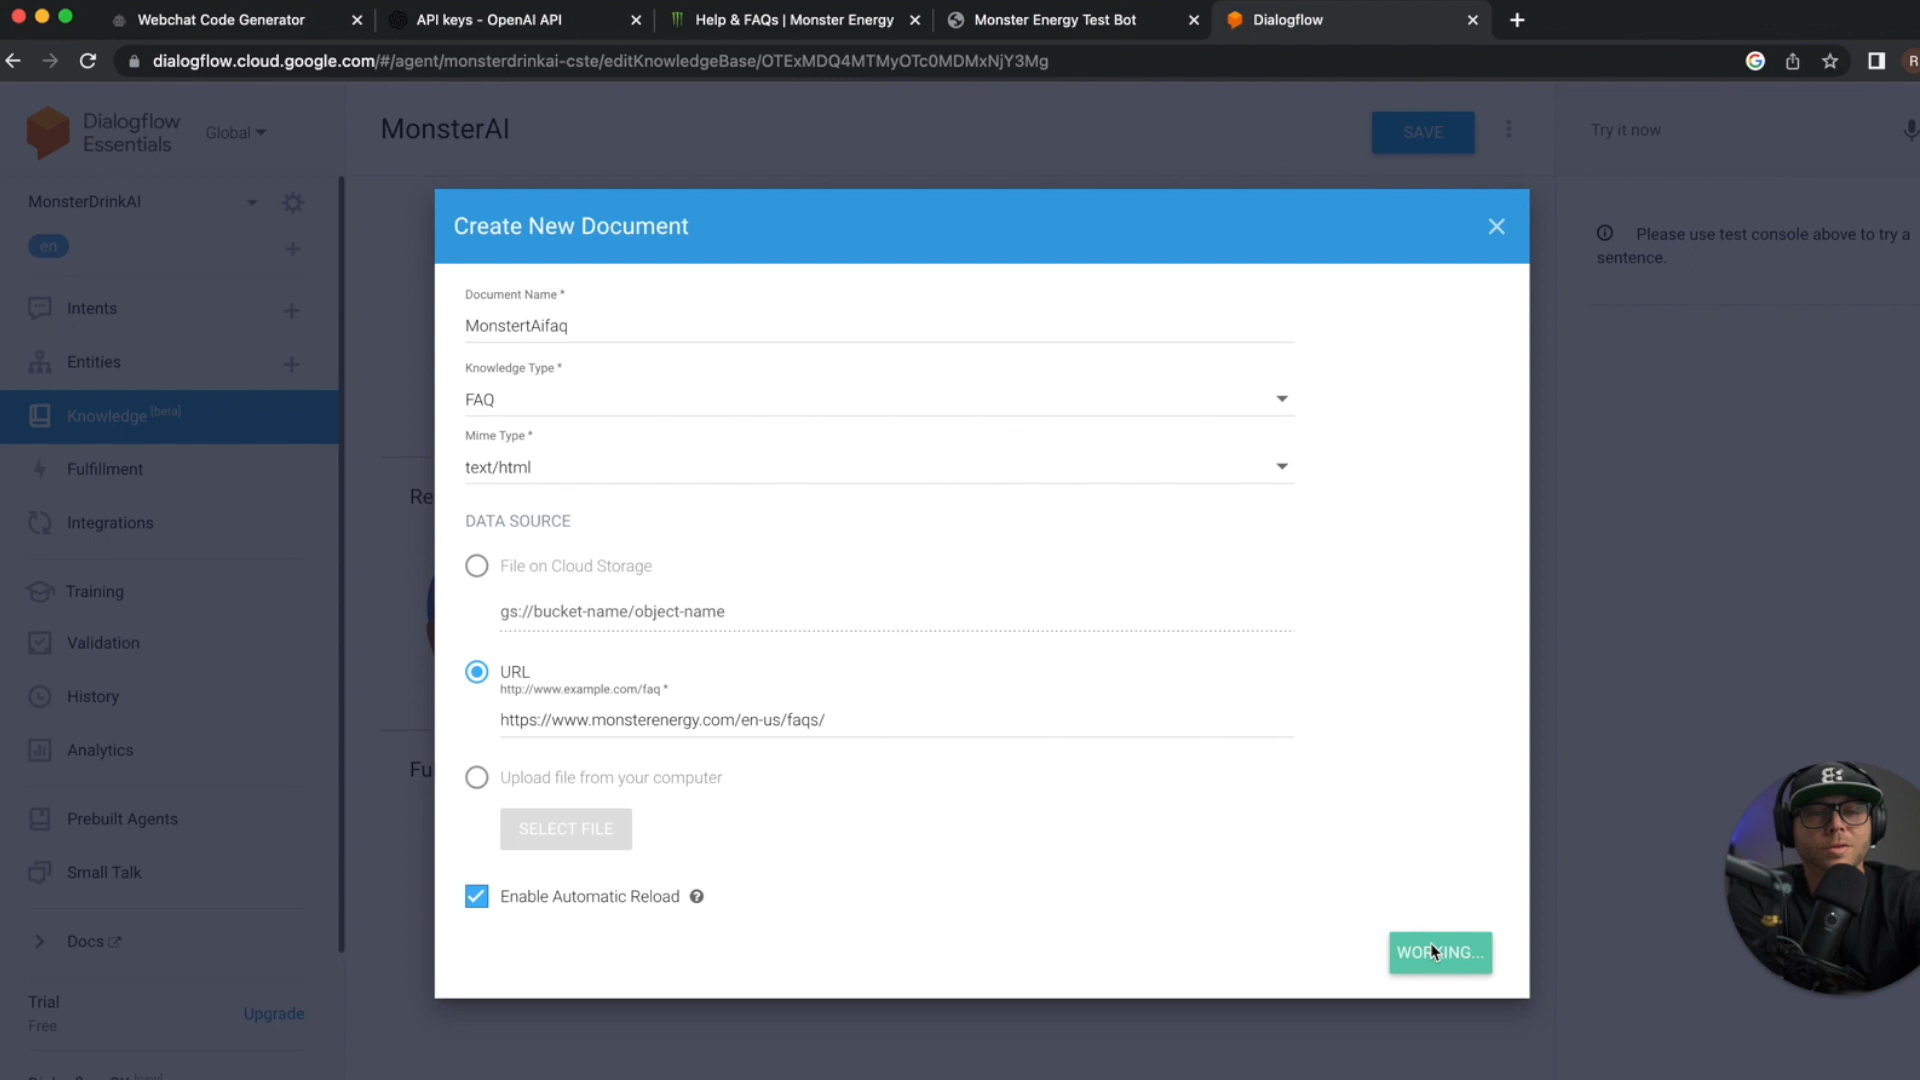 Webchat Code Generator
API keys - OpenAI API
Help & FAQs | Monster Energy
Monster Energy Test Bot
Dialogflow
dialogflow.cloud.google.com/#/agent/monsterdrinkai-cste/editKnowledgeBase/OTExMDQ4MTMyOTc0MDMxNjY3Mg
R
Dialogflow
Essentials
Global
MonsterAI
SAVE
Try it now
MonsterDrinkAI
en
Please use test console above to try a
sentence.
Intents
Entities
Knowledge [beta]
Fulfillment
Integrations
Training
Validation
History
Analytics
Prebuilt Agents
Small Talk
Docs
Trial
Free
Upgrade
Re
Fu
Create New Document
Document Name *
MonstertAifaq
Knowledge Type *
FAQ
Mime Type *
text/html
DATA SOURCE
File on Cloud Storage
gs://bucket-name/object-name
URL
http://www.example.com/faq *
https://www.monsterenergy.com/en-us/faqs/
Upload file from your computer
SELECT FILE
Enable Automatic Reload
WORKING...